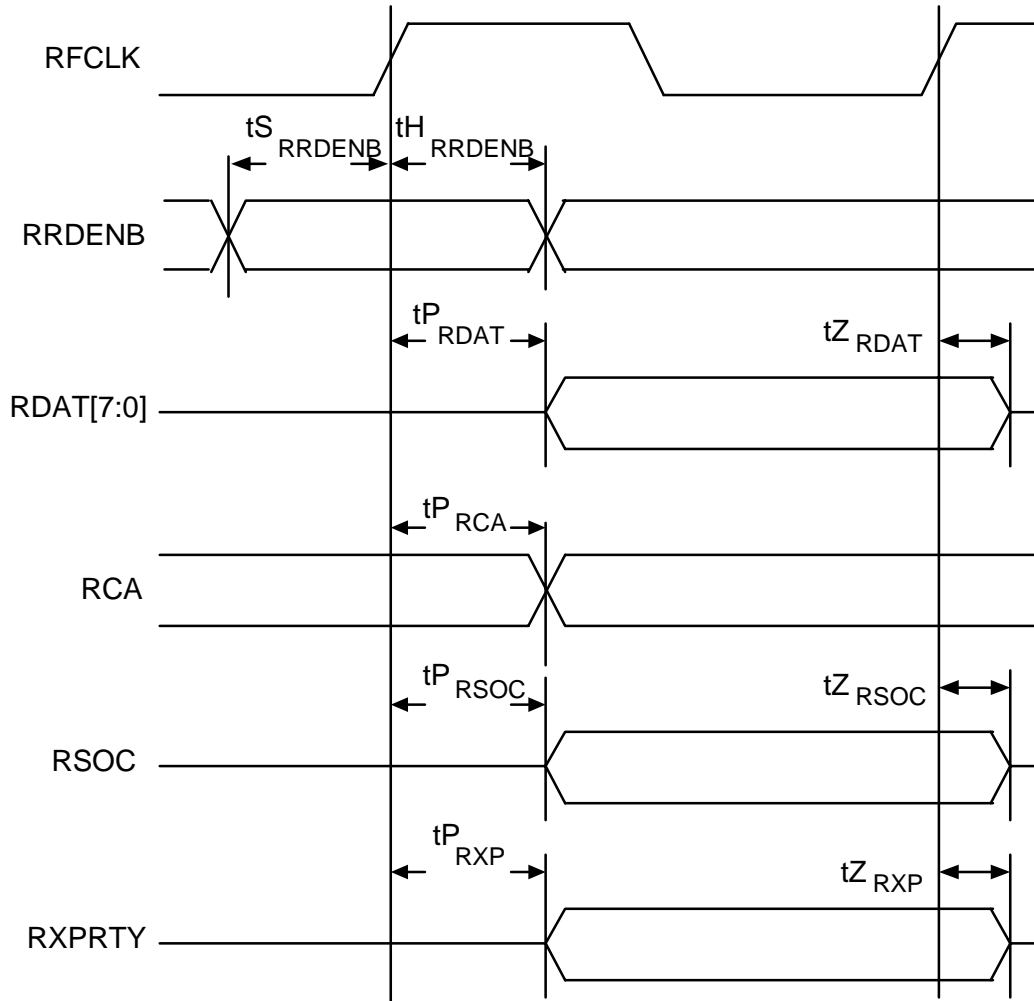 RFCLK
tS RRDENB
tH RRDENB
RRDENB
tP RDAT
tZ RDAT
RDAT[7:0]
tP RCA
RCA
tP RSOC
tZ RSOC
RSOC
tP RXP
tZ RXP
RXPRTY